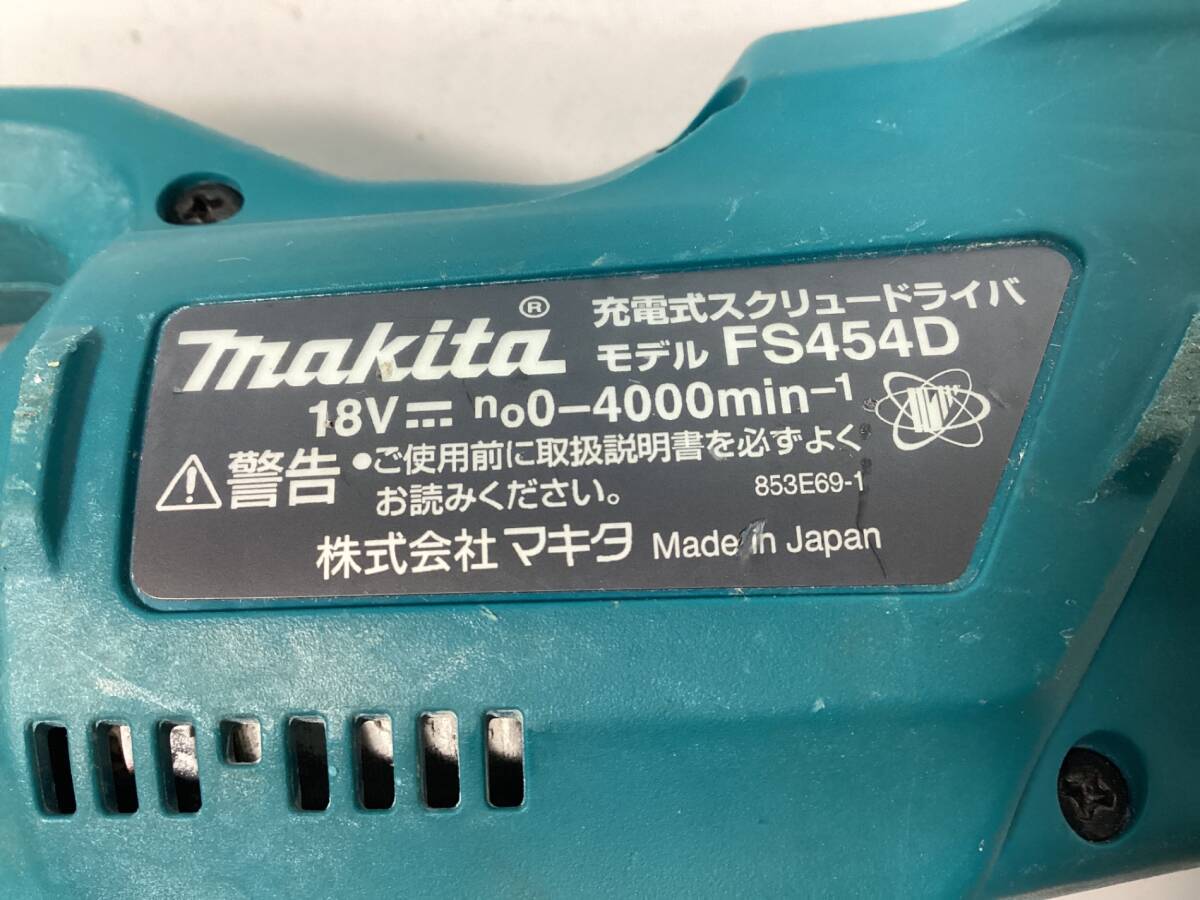 makita®
充電式スクリュードライバ
モデル FS454D
18V⎓ n₀0-4000min⁻¹
⚠警告 •ご使用前に取扱説明書を必ずよく
お読みください。 853E69-1
株式会社 マキタ Made in Japan